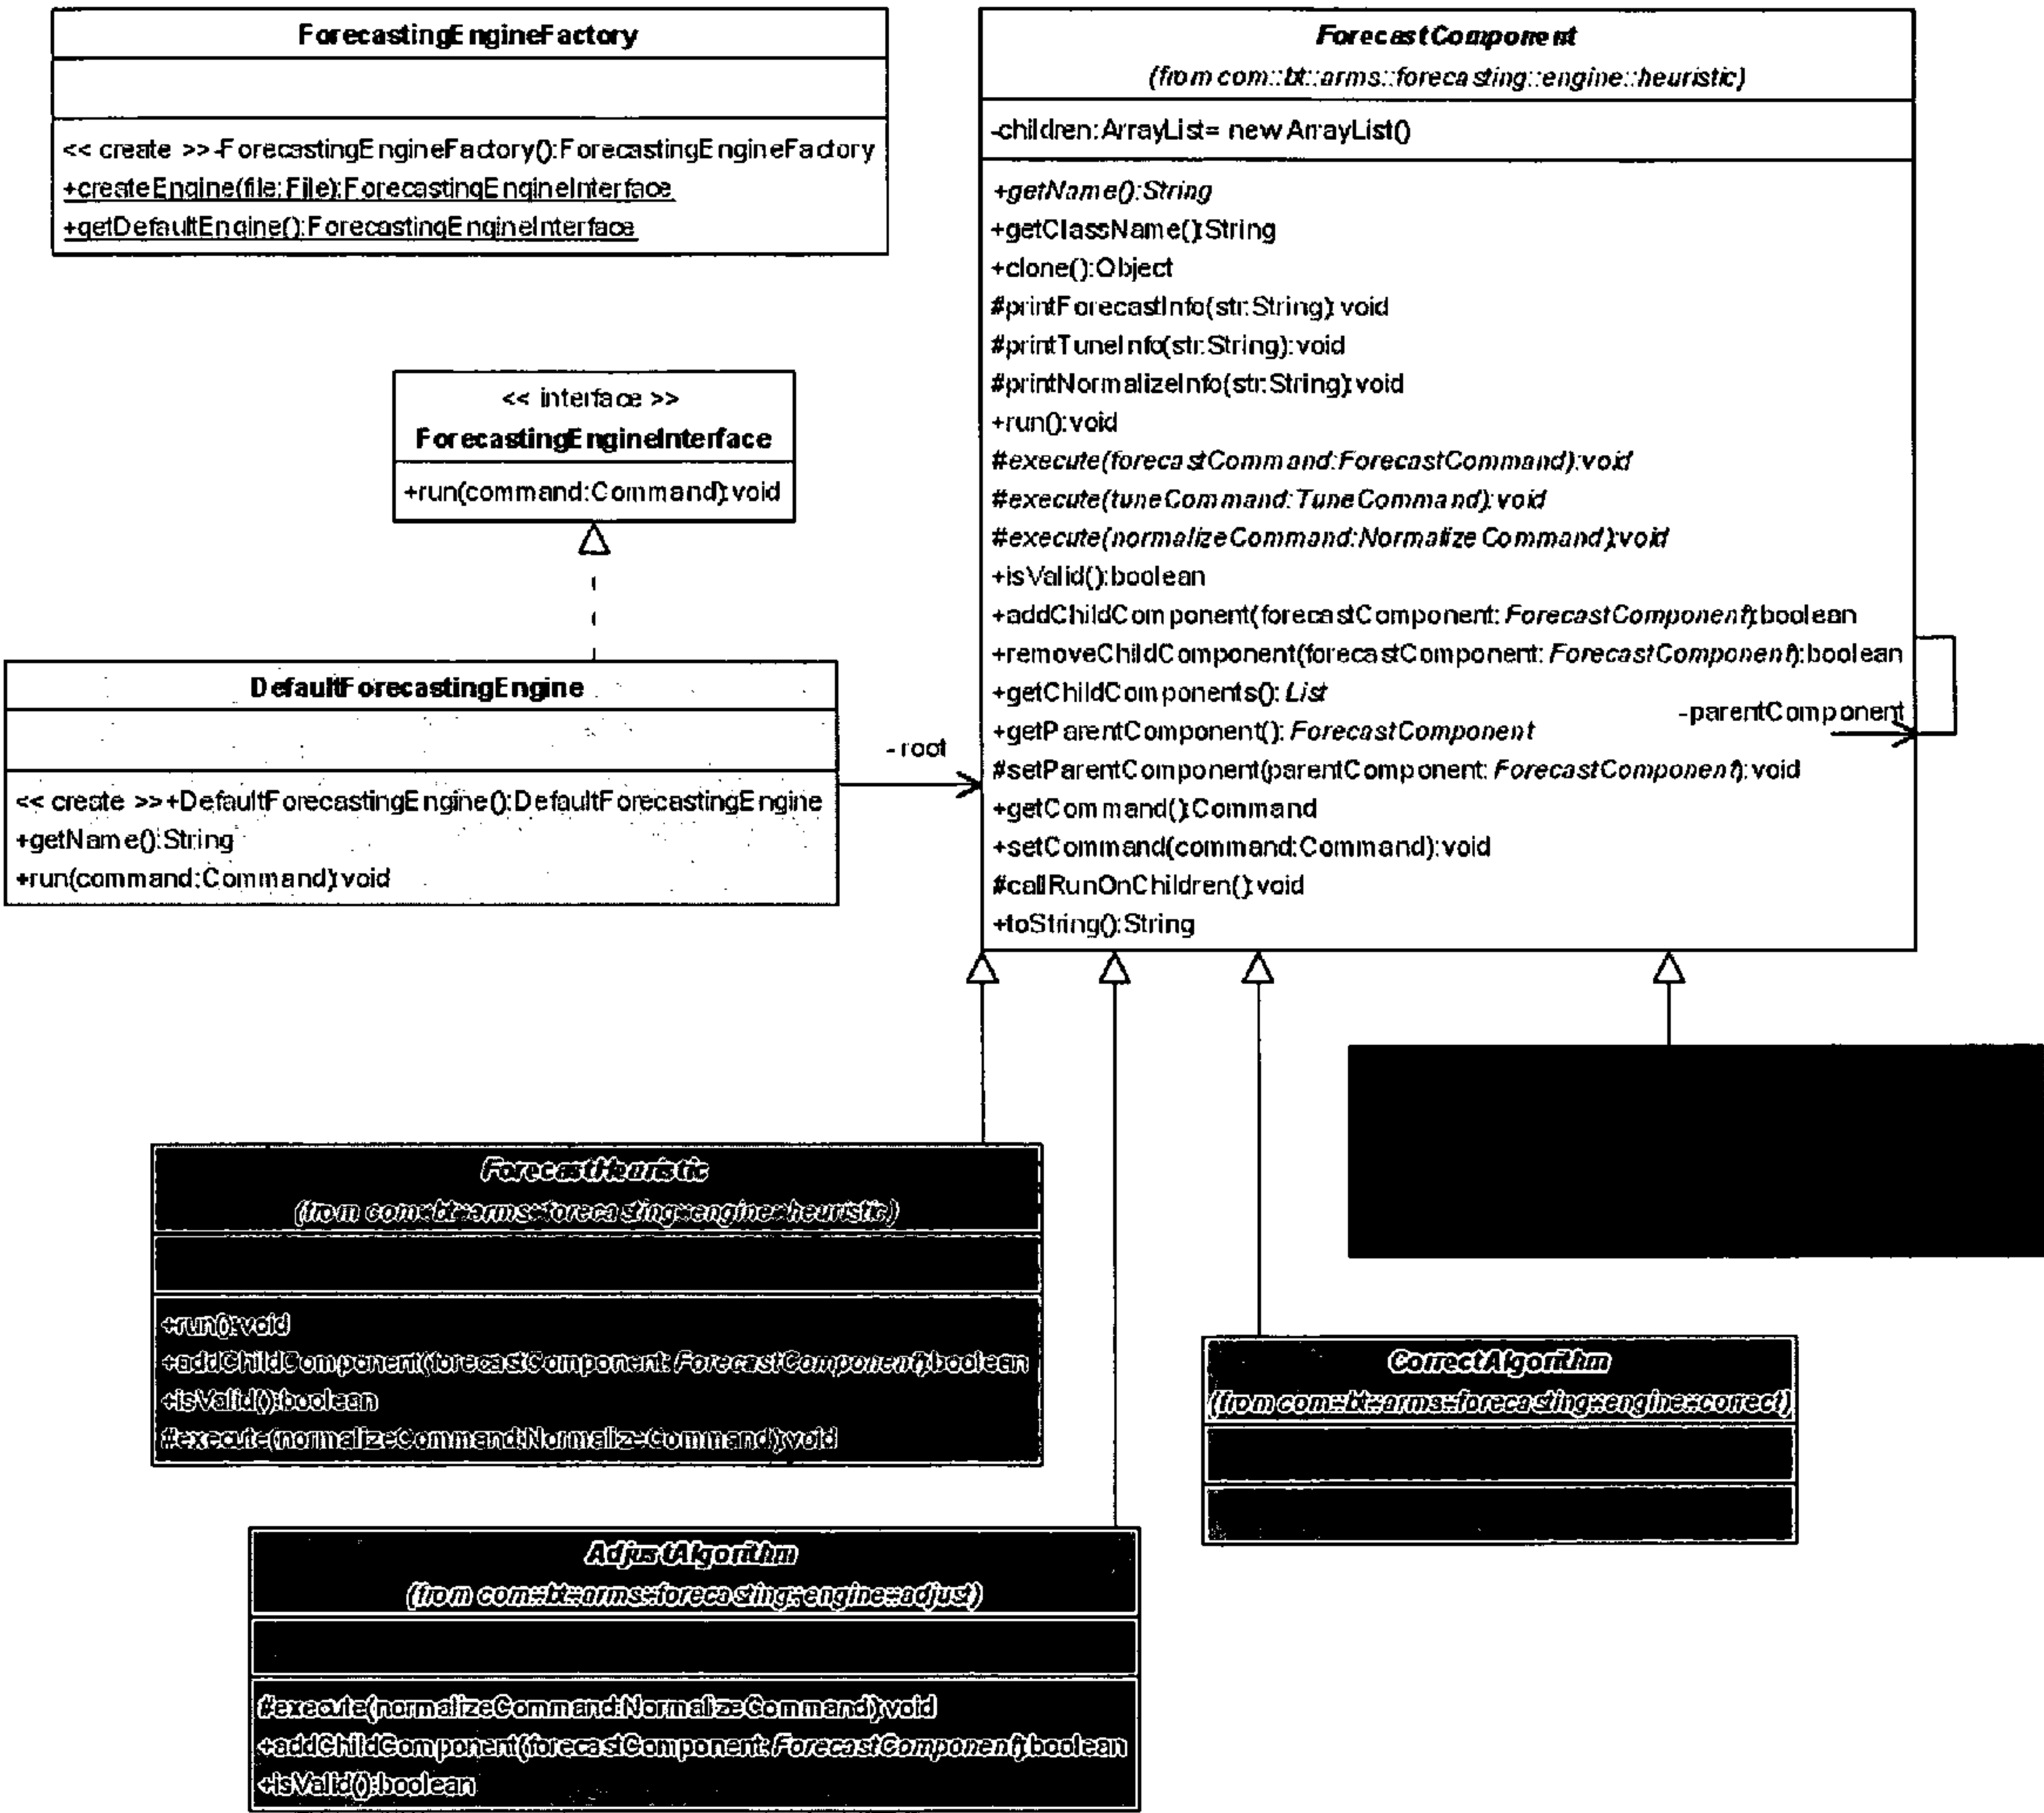 ForecastingEngineFactory
<< create >>-ForecastingEngineFactory():ForecastingEngineFactory
+createEngine(file:File):ForecastingEngineInterface
+getDefaultEngine():ForecastingEngineInterface
ForecastComponent
(from com::bt::arms::forecasting::engine::heuristic)
-children:ArrayList= new ArrayList()
+getName():String
+getClassName():String
+clone():Object
#printForecastInfo(str:String):void
#printTuneInfo(str:String):void
#printNormalizeInfo(str:String):void
+run():void
#execute(forecastCommand:ForecastCommand):void
#execute(tuneCommand:TuneCommand):void
#execute(normalizeCommand:NormalizeCommand):void
+isValid():boolean
+addChildComponent(forecastComponent:ForecastComponent):boolean
+removeChildComponent(forecastComponent:ForecastComponent):boolean
+getChildComponents():List
+getParentComponent():ForecastComponent
#setParentComponent(parentComponent:ForecastComponent):void
+getCommand():Command
+setCommand(command:Command):void
#callRunOnChildren():void
+toString():String
-parentComponent
<< interface >>
ForecastingEngineInterface
+run(command:Command):void
DefaultForecastingEngine
<< create >>+DefaultForecastingEngine():DefaultForecastingEngine
+getName():String
+run(command:Command):void
-root
ForecastHeuristic
(from com::bt::arms::forecasting::engine::heuristic)
+run():void
+addChildComponent(forecastComponent:ForecastComponent):boolean
+isValid():boolean
#execute(normalizeCommand:NormalizeCommand):void
CorrectAlgorithm
(from com::bt::arms::forecasting::engine::correct)
AdjustAlgorithm
(from com::bt::arms::forecasting::engine::adjust)
#execute(normalizeCommand:NormalizeCommand):void
+addChildComponent(forecastComponent:ForecastComponent):boolean
+isValid():boolean